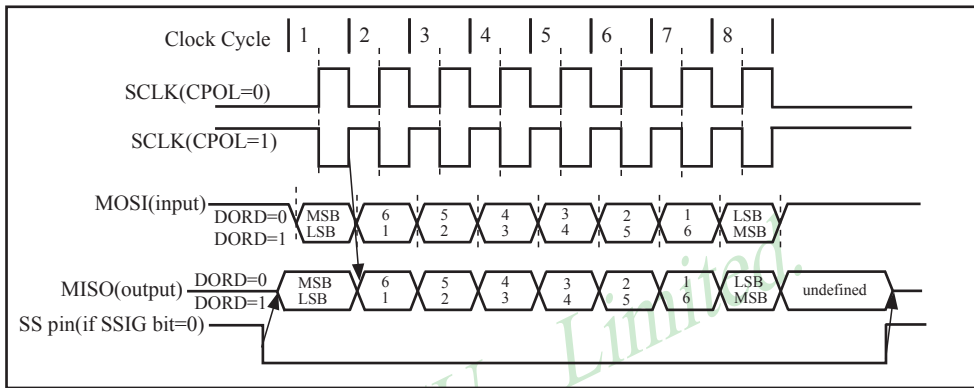 Clock Cycle 1 2 3 4 5 6 7 8
SCLK(CPOL=0)
SCLK(CPOL=1)
MOSI(input)
DORD=0 MSB 6 5 4 3 2 1 LSB
DORD=1 LSB 1 2 3 4 5 6 MSB
MISO(output)
DORD=0 MSB 6 5 4 3 2 1 LSB undefined
DORD=1 LSB 1 2 3 4 5 6 MSB
SS pin(if SSIG bit=0)
Limited.